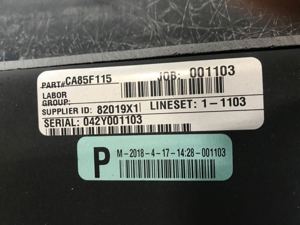 PART#CA85F115 JOB: 001103
LABOR
GROUP:
SUPPLIER ID: 82019X1 LINESET: 1-1103
SERIAL: 042Y001103
P M-2018-4-17-14:28-001103